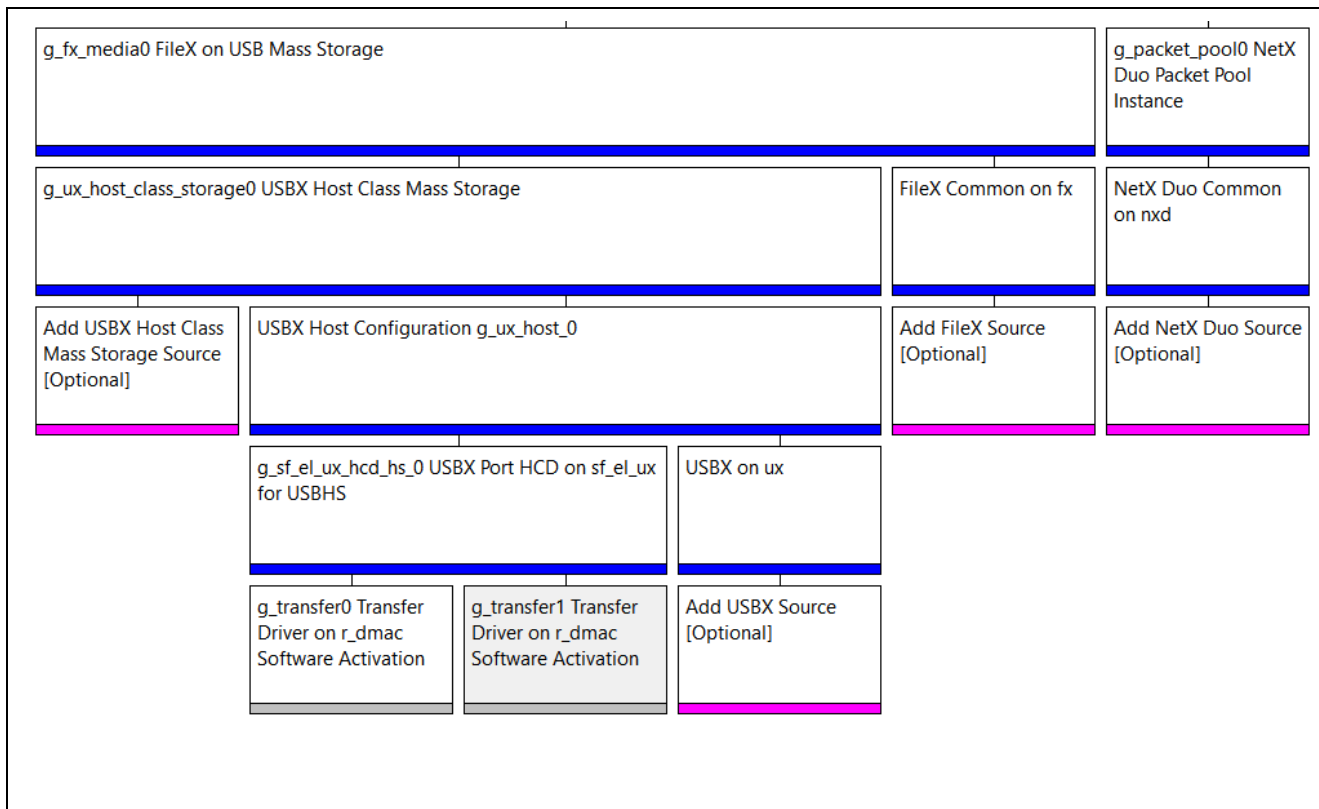 g_fx_media0 FileX on USB Mass Storage
g_packet_pool0 NetX
Duo Packet Pool
Instance
g_ux_host_class_storage0 USBX Host Class Mass Storage
FileX Common on fx
NetX Duo Common
on nxd
Add USBX Host Class
Mass Storage Source
[Optional]
USBX Host Configuration g_ux_host_0
Add FileX Source
[Optional]
Add NetX Duo Source
[Optional]
g_sf_el_ux_hcd_hs_0 USBX Port HCD on sf_el_ux
for USBHS
USBX on ux
g_transfer0 Transfer
Driver on r_dmac
Software Activation
g_transfer1 Transfer
Driver on r_dmac
Software Activation
Add USBX Source
[Optional]